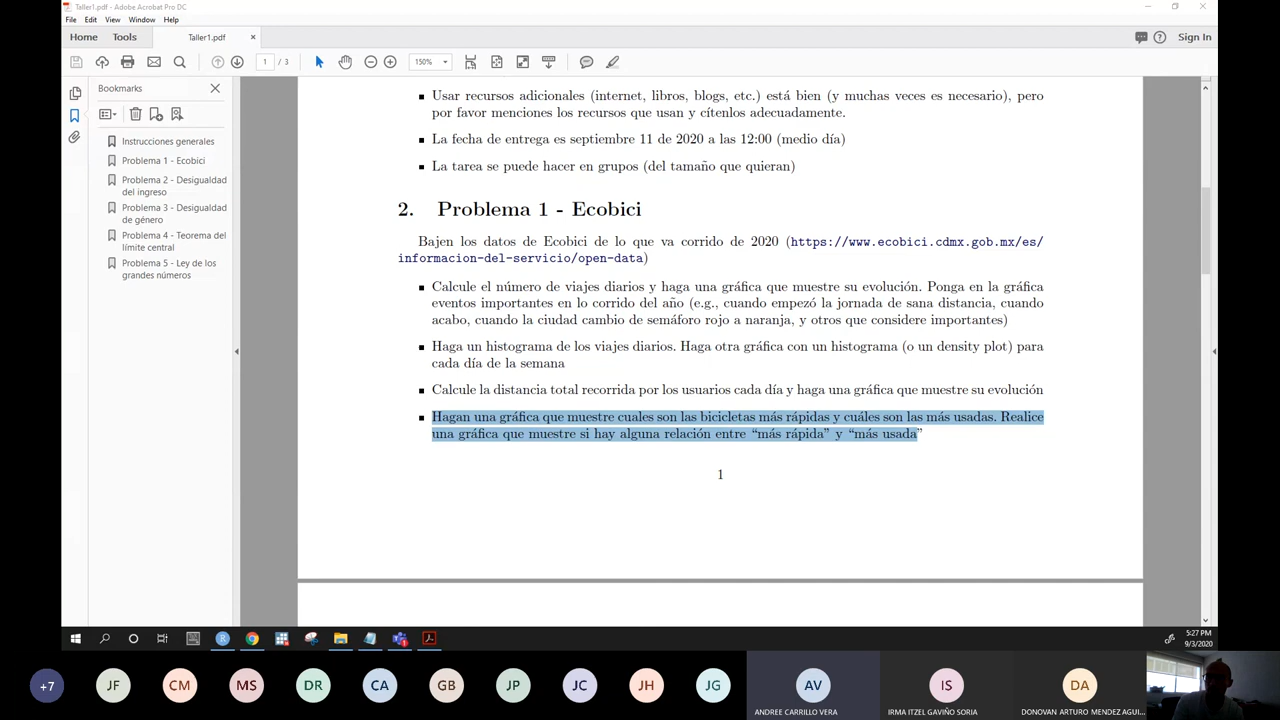 Taller1.pdf - Adobe Acrobat Pro DC
File Edit View Window Help
Home Tools Taller1.pdf Sign In
1 / 3 150%
Bookmarks
Instrucciones generales
Problema 1 - Ecobici
Problema 2 - Desigualdad
del ingreso
Problema 3 - Desigualdad
de género
Problema 4 - Teorema del
límite central
Problema 5 - Ley de los
grandes números
▪ Usar recursos adicionales (internet, libros, blogs, etc.) está bien (y muchas veces es necesario), pero
por favor menciones los recursos que usan y cítenlos adecuadamente.
▪ La fecha de entrega es septiembre 11 de 2020 a las 12:00 (medio día)
▪ La tarea se puede hacer en grupos (del tamaño que quieran)
2. Problema 1 - Ecobici
Bajen los datos de Ecobici de lo que va corrido de 2020 (https://www.ecobici.cdmx.gob.mx/es/
informacion-del-servicio/open-data)
▪ Calcule el número de viajes diarios y haga una gráfica que muestre su evolución. Ponga en la gráfica
eventos importantes en lo corrido del año (e.g., cuando empezó la jornada de sana distancia, cuando
acabo, cuando la ciudad cambio de semáforo rojo a naranja, y otros que considere importantes)
▪ Haga un histograma de los viajes diarios. Haga otra gráfica con un histograma (o un density plot) para
cada día de la semana
▪ Calcule la distancia total recorrida por los usuarios cada día y haga una gráfica que muestre su evolución
▪ Hagan una gráfica que muestre cuales son las bicicletas más rápidas y cuáles son las más usadas. Realice
una gráfica que muestre si hay alguna relación entre “más rápida” y “más usada”
1
5:27 PM
9/3/2020
+7 JF CM MS DR CA GB JP JC JH JG AV IS DA
ANDREE CARRILLO VERA IRMA ITZEL GAVIÑO SORIA DONOVAN ARTURO MENDEZ AGUI...